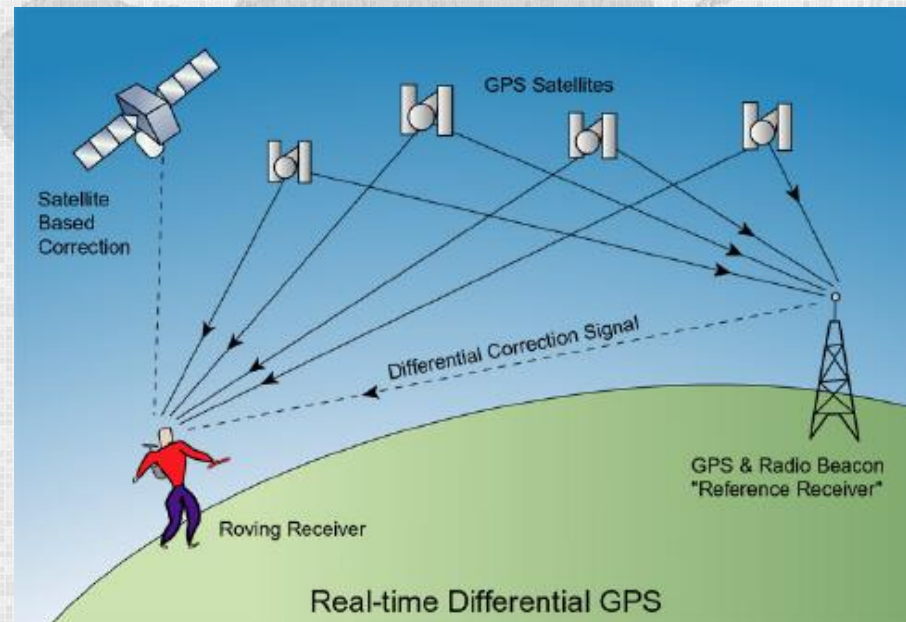 GPS Satellites
Satellite
Based
Correction
Differential Correction Signal
GPS & Radio Beacon
"Reference Receiver"
Roving Receiver
Real-time Differential GPS